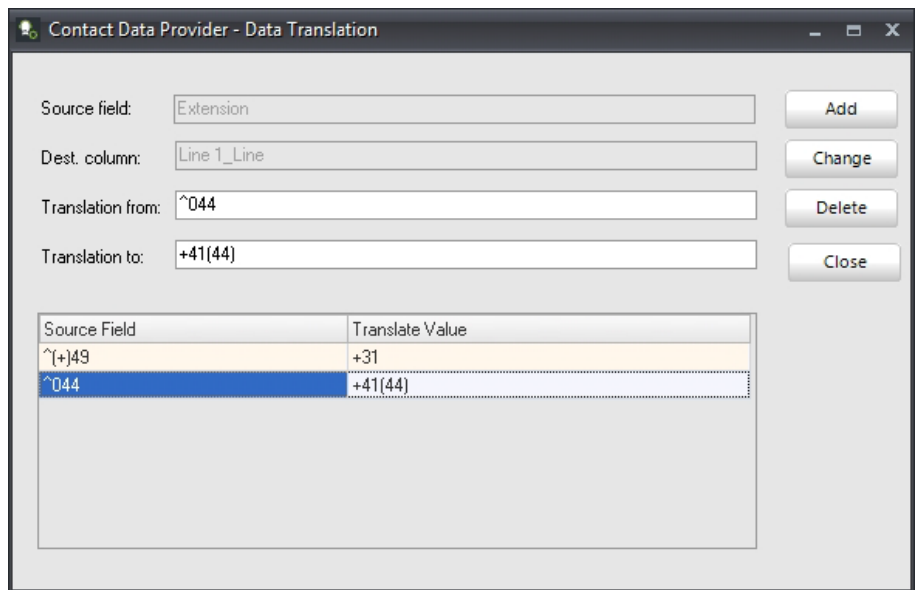 Contact Data Provider - Data Translation
Source field: Extension Add
Dest. column: Line 1_Line Change
Translation from: ^044 Delete
Translation to: +41(44) Close
Source Field Translate Value
^(+)49 +31
^044 +41(44)